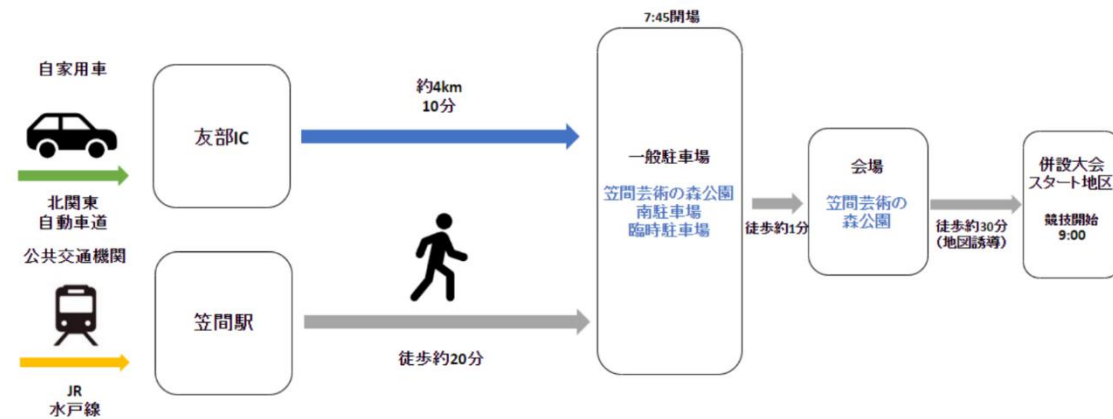 7:45開場
自家用車
北関東
自動車道
友部IC
約4km
10分
公共交通機関
JR
水戸線
笠間駅
徒歩約20分
一般駐車場
笠間芸術の森公園
南駐車場
臨時駐車場
徒歩約1分
会場
笠間芸術の
森公園
徒歩約30分
（地図誘導）
併設大会
スタート地区
競技開始
9:00